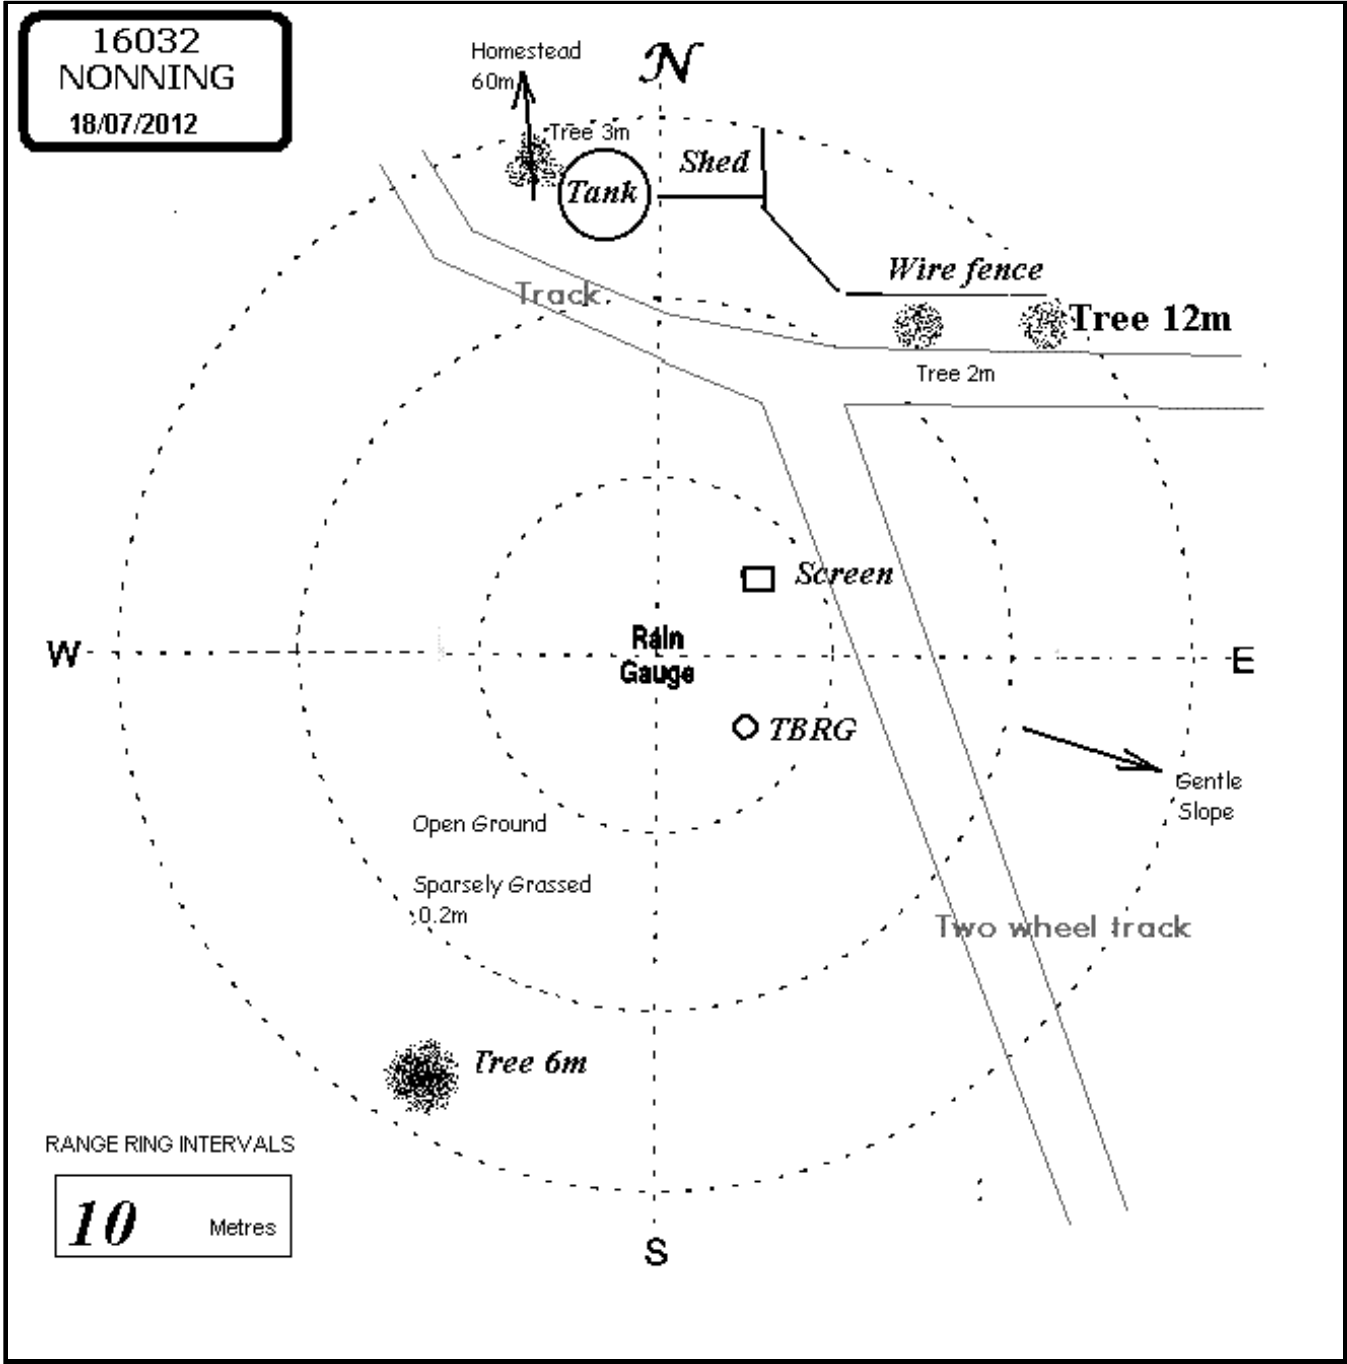 16032
NONNING
18/07/2012
Homestead
60m
N
Tree 3m
Shed
Tank
Wire fence
Track
Tree 12m
Tree 2m
Screen
W
Rain
Gauge
E
TBRG
Gentle
Slope
Open Ground
Sparsely Grassed
0.2m
Two wheel track
Tree 6m
RANGE RING INTERVALS
10 Metres
S